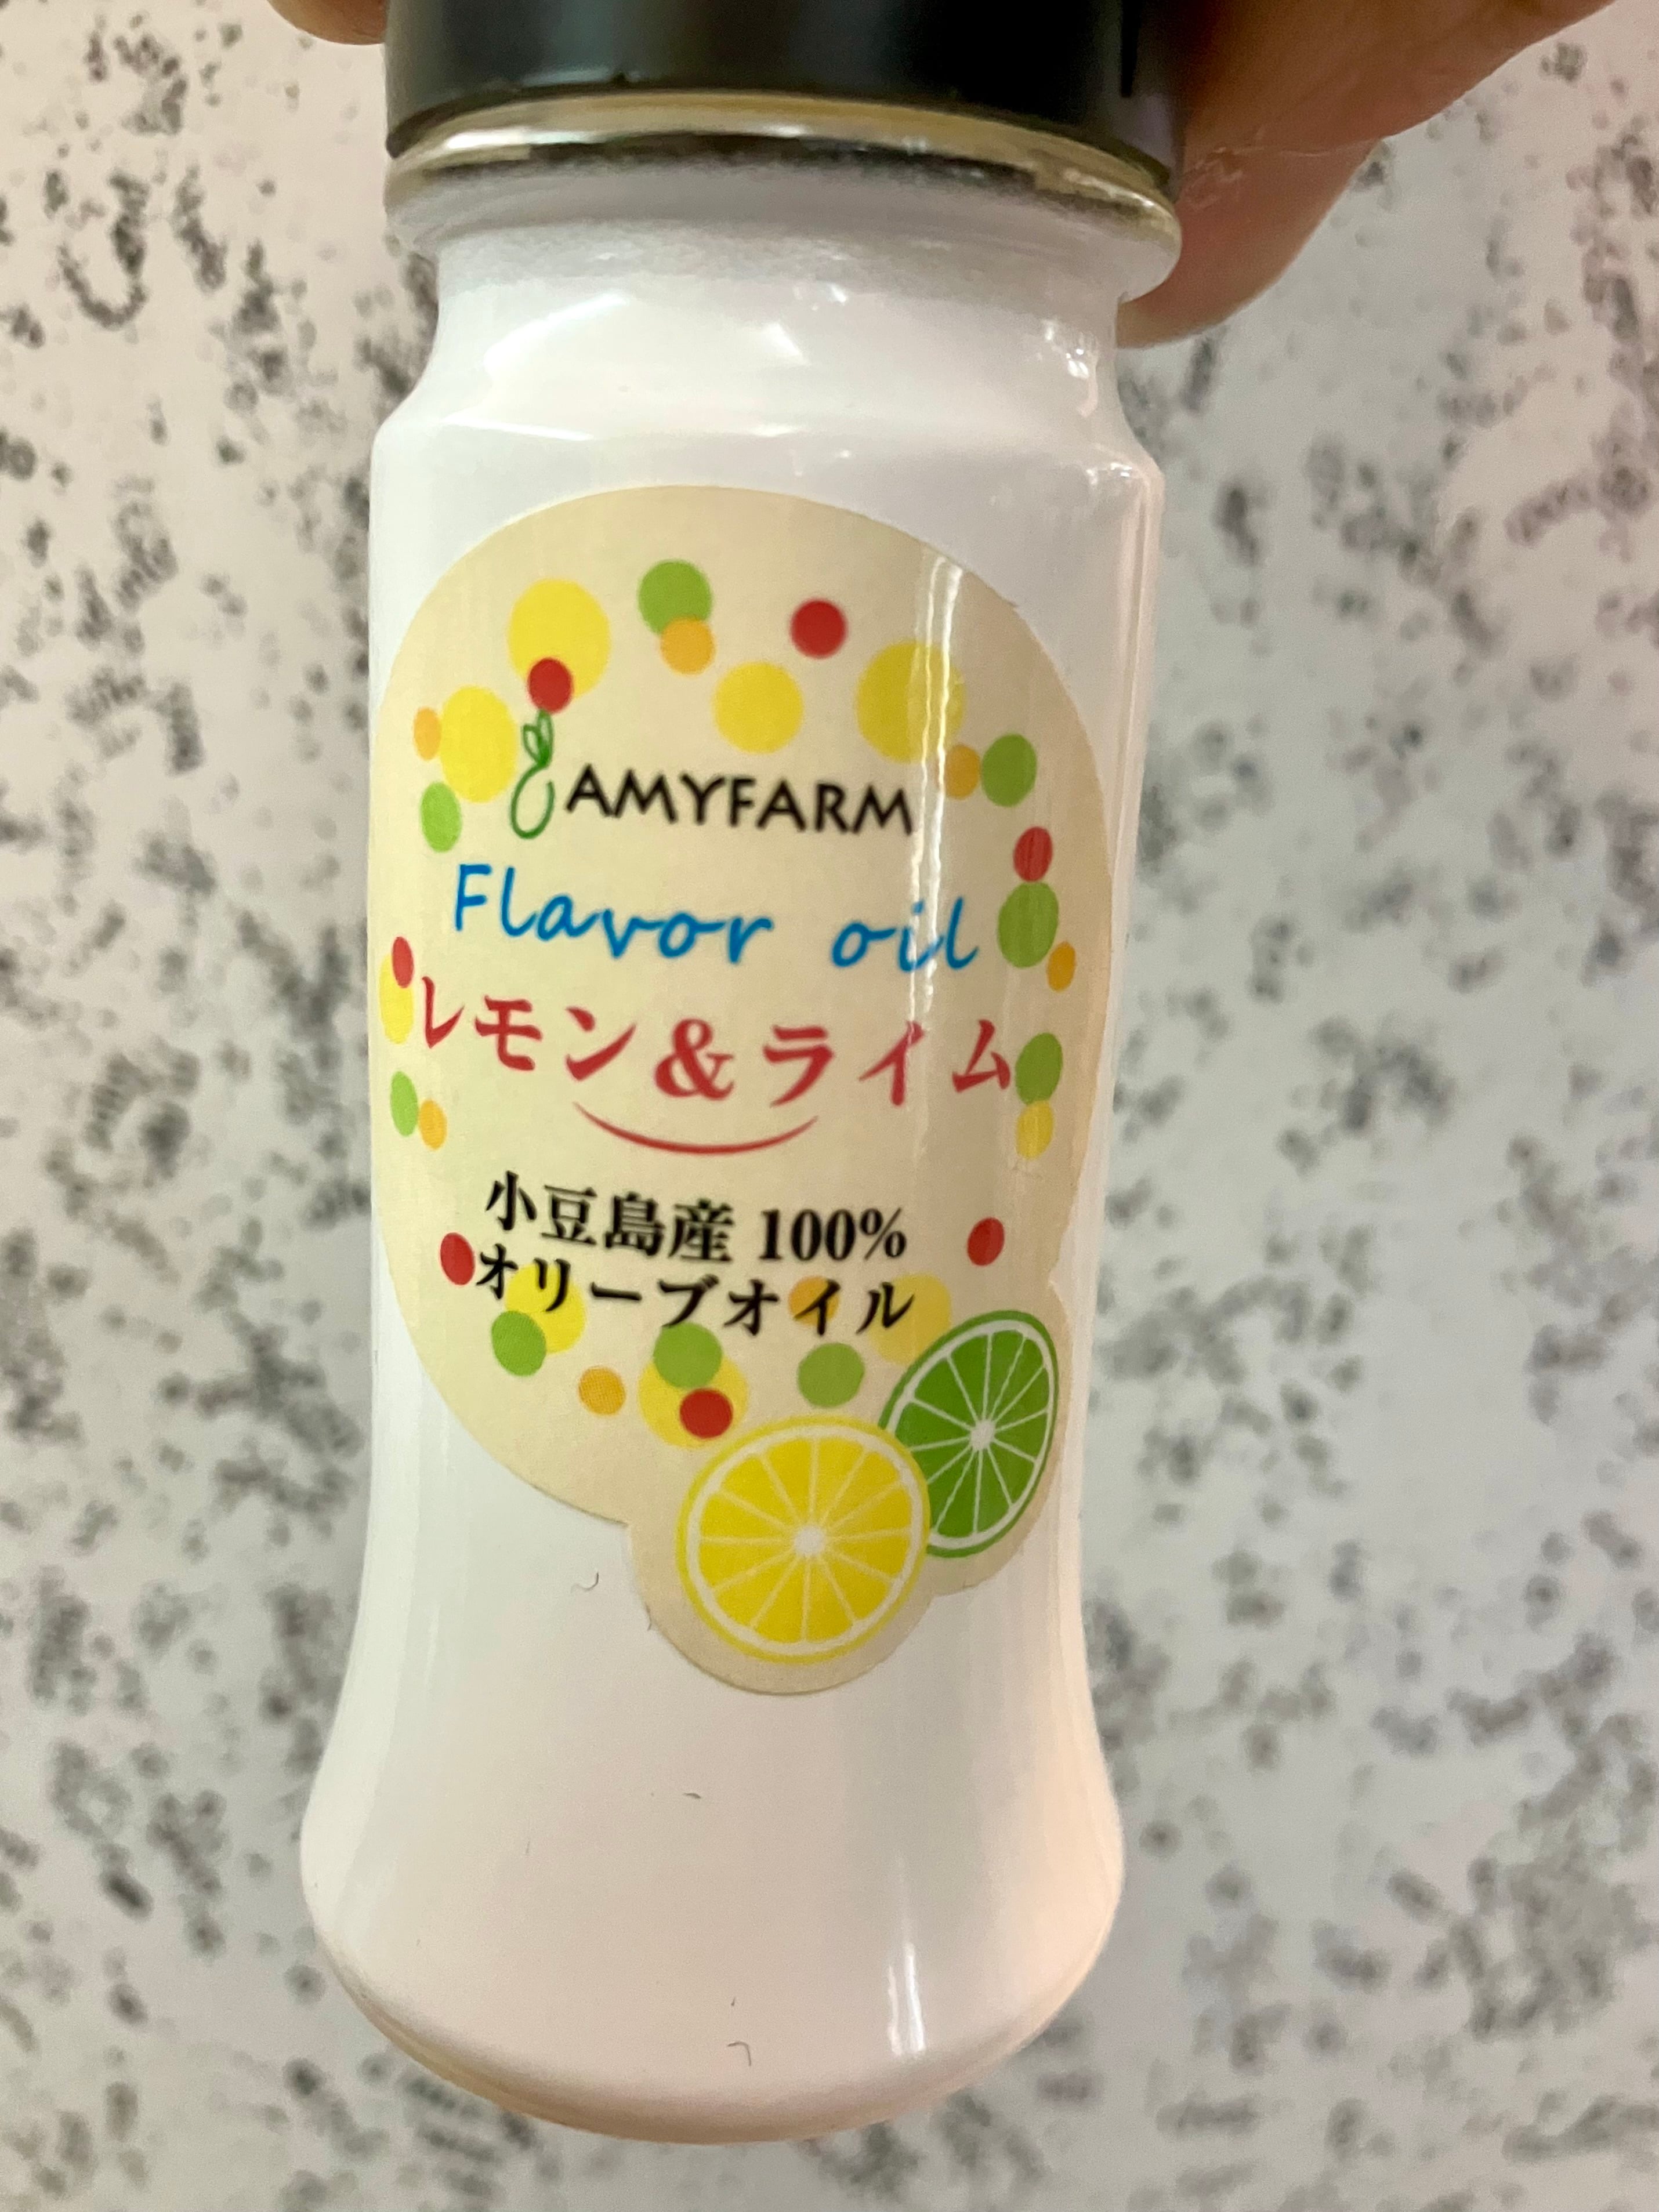 AMYFARM
Flavor oil
レモン&ライム
小豆島産 100%
オリーブオイル